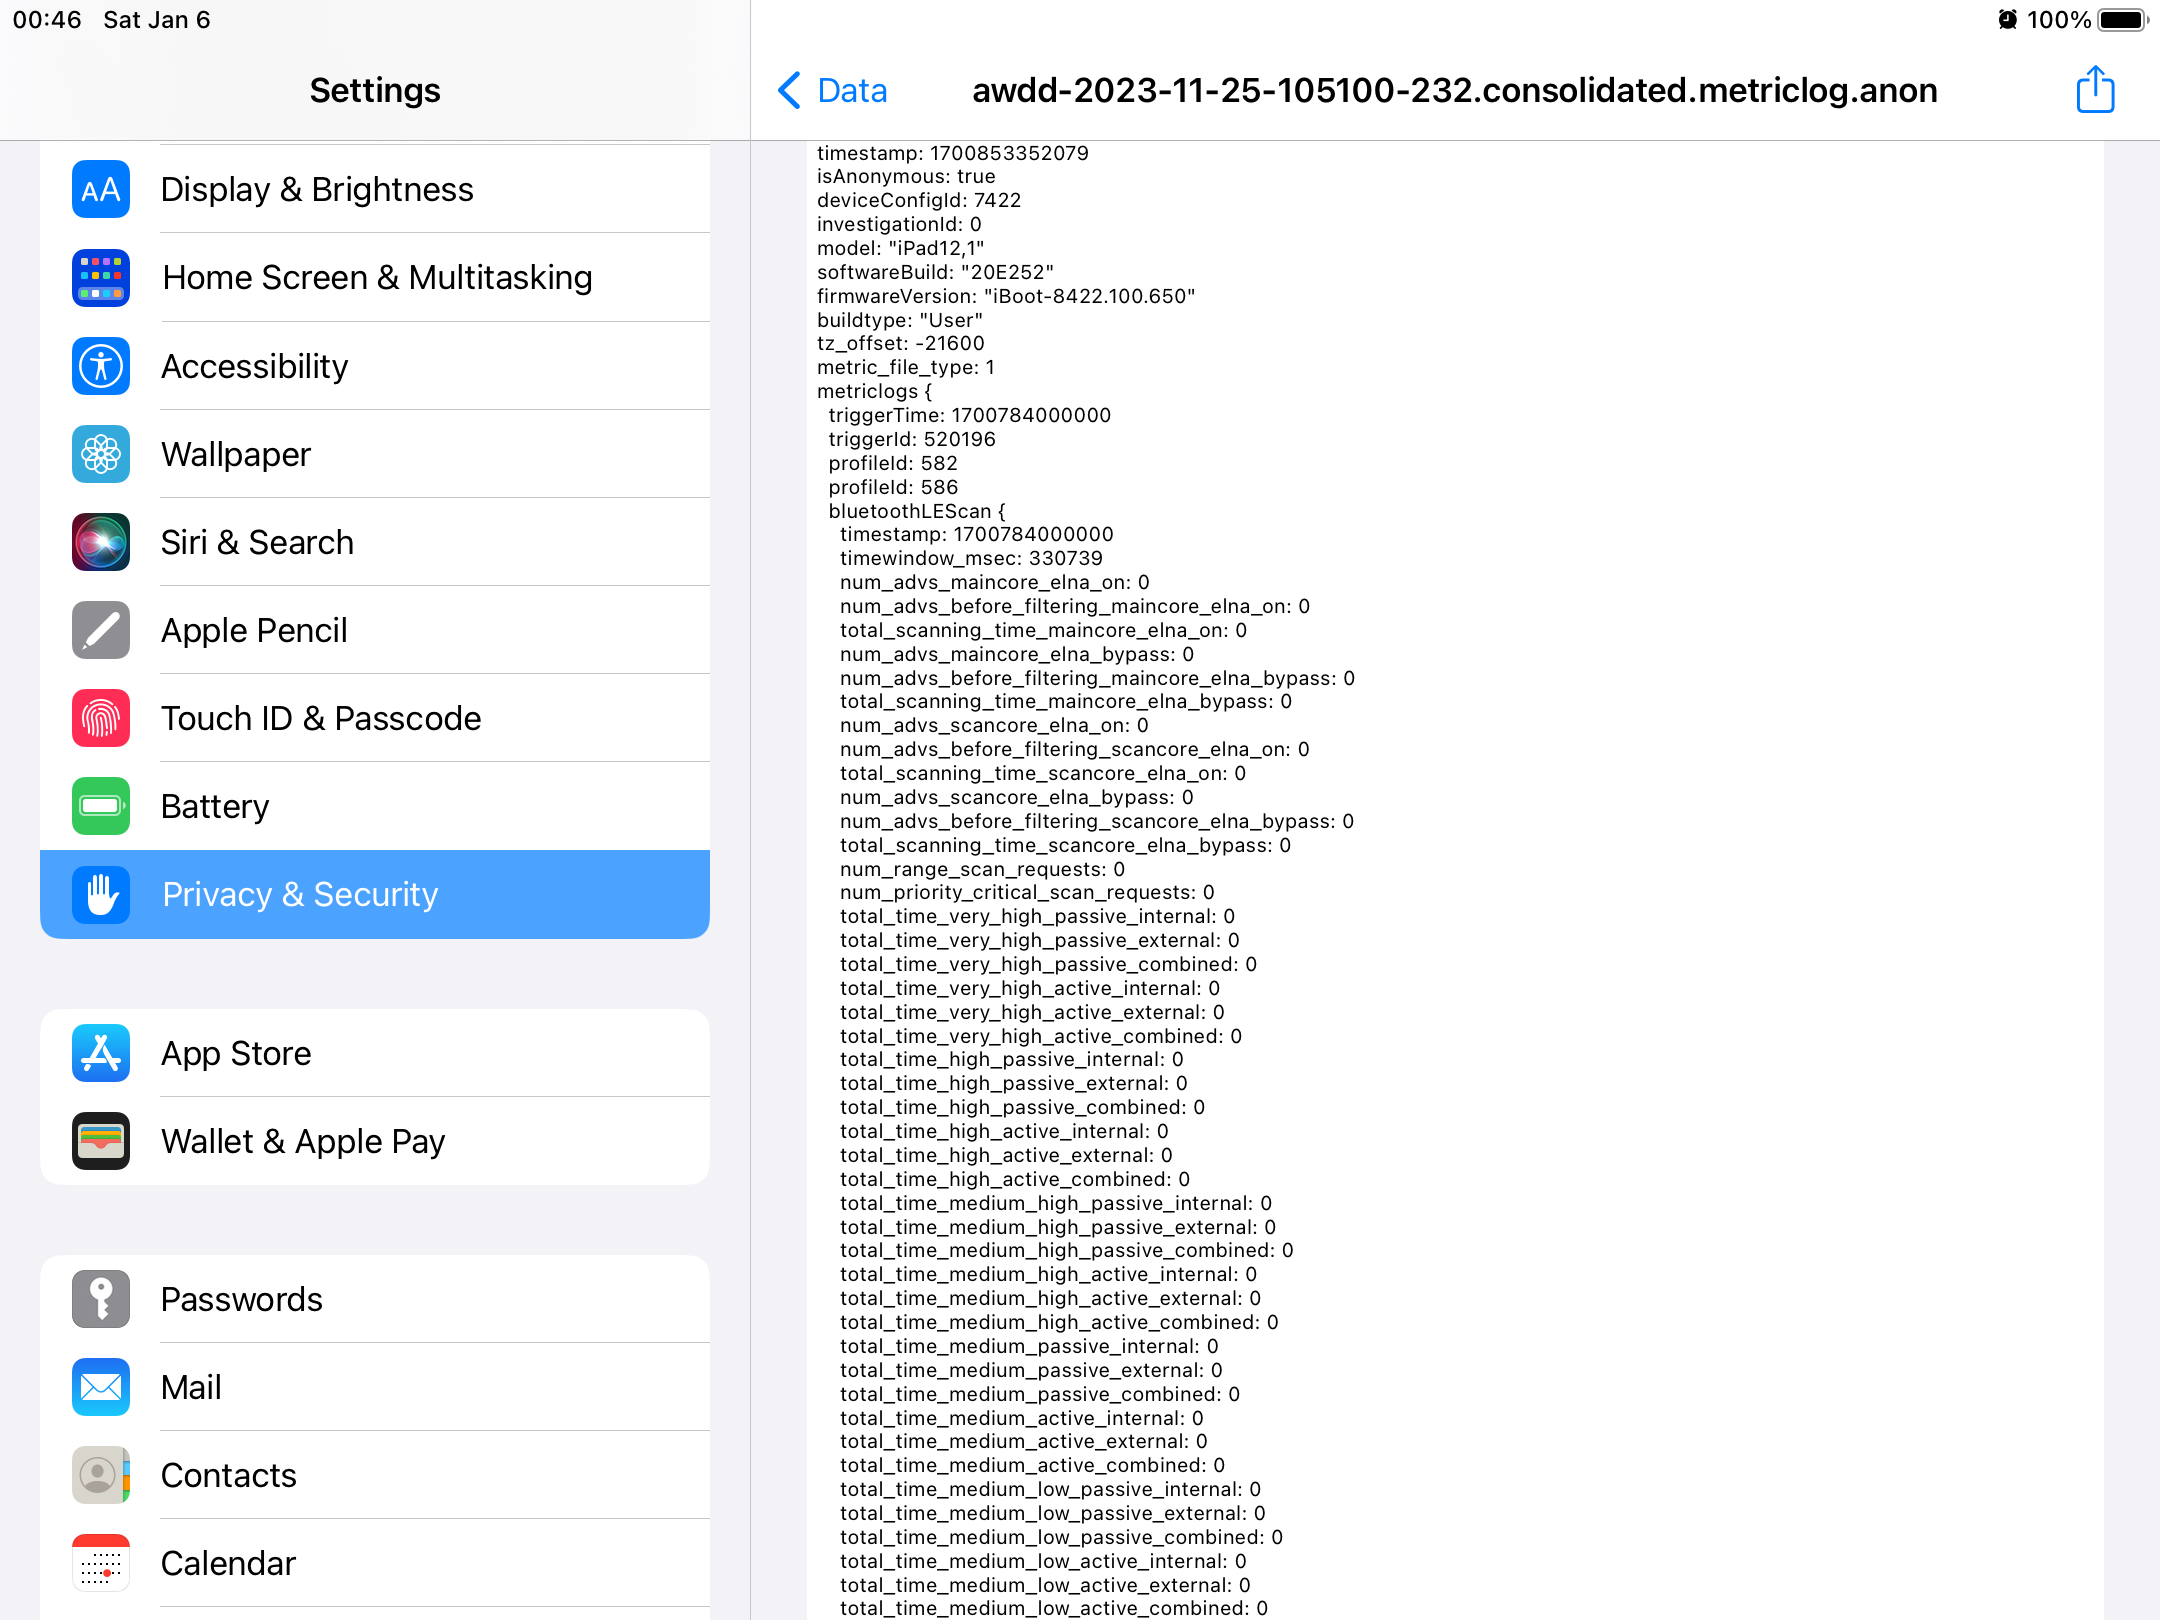 00:46 Sat Jan 6
100%
Settings
Display & Brightness
Home Screen & Multitasking
Accessibility
Wallpaper
Siri & Search
Apple Pencil
Touch ID & Passcode
Battery
Privacy & Security
App Store
Wallet & Apple Pay
Passwords
Mail
Contacts
Calendar
Data
awdd-2023-11-25-105100-232.consolidated.metriclog.anon
timestamp: 1700853352079
isAnonymous: true
deviceConfigId: 7422
investigationId: 0
model: "iPad12,1"
softwareBuild: "20E252"
firmwareVersion: "iBoot-8422.100.650"
buildtype: "User"
tz_offset: -21600
metric_file_type: 1
metriclogs {
triggerTime: 1700784000000
triggerId: 520196
profileId: 582
profileId: 586
bluetoothLEScan {
timestamp: 1700784000000
timewindow_msec: 330739
num_advs_maincore_elna_on: 0
num_advs_before_filtering_maincore_elna_on: 0
total_scanning_time_maincore_elna_on: 0
num_advs_maincore_elna_bypass: 0
num_advs_before_filtering_maincore_elna_bypass: 0
total_scanning_time_maincore_elna_bypass: 0
num_advs_scancore_elna_on: 0
num_advs_before_filtering_scancore_elna_on: 0
total_scanning_time_scancore_elna_on: 0
num_advs_scancore_elna_bypass: 0
num_advs_before_filtering_scancore_elna_bypass: 0
total_scanning_time_scancore_elna_bypass: 0
num_range_scan_requests: 0
num_priority_critical_scan_requests: 0
total_time_very_high_passive_internal: 0
total_time_very_high_passive_external: 0
total_time_very_high_passive_combined: 0
total_time_very_high_active_internal: 0
total_time_very_high_active_external: 0
total_time_very_high_active_combined: 0
total_time_high_passive_internal: 0
total_time_high_passive_external: 0
total_time_high_passive_combined: 0
total_time_high_active_internal: 0
total_time_high_active_external: 0
total_time_high_active_combined: 0
total_time_medium_high_passive_internal: 0
total_time_medium_high_passive_external: 0
total_time_medium_high_passive_combined: 0
total_time_medium_high_active_internal: 0
total_time_medium_high_active_external: 0
total_time_medium_high_active_combined: 0
total_time_medium_passive_internal: 0
total_time_medium_passive_external: 0
total_time_medium_passive_combined: 0
total_time_medium_active_internal: 0
total_time_medium_active_external: 0
total_time_medium_active_combined: 0
total_time_medium_low_passive_internal: 0
total_time_medium_low_passive_external: 0
total_time_medium_low_passive_combined: 0
total_time_medium_low_active_internal: 0
total_time_medium_low_active_external: 0
total_time_medium_low_active_combined: 0